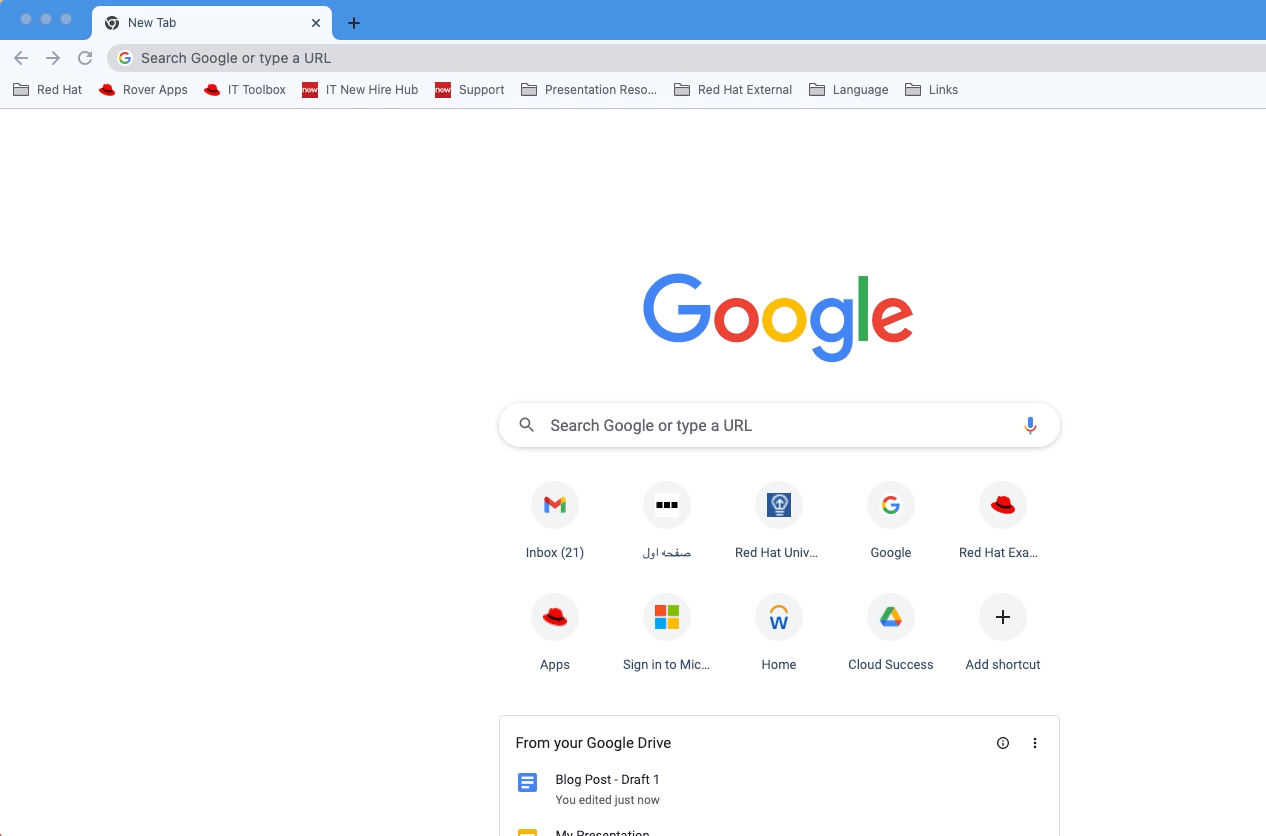 New Tab
Search Google or type a URL
Red Hat Rover Apps IT Toolbox now IT New Hire Hub now Support Presentation Reso... Red Hat External Language Links
Google
Search Google or type a URL
Inbox (21) صفحه اول Red Hat Univ... Google Red Hat Exa...
Apps Sign in to Mic... Home Cloud Success Add shortcut
From your Google Drive
Blog Post - Draft 1
You edited just now
My Presentation